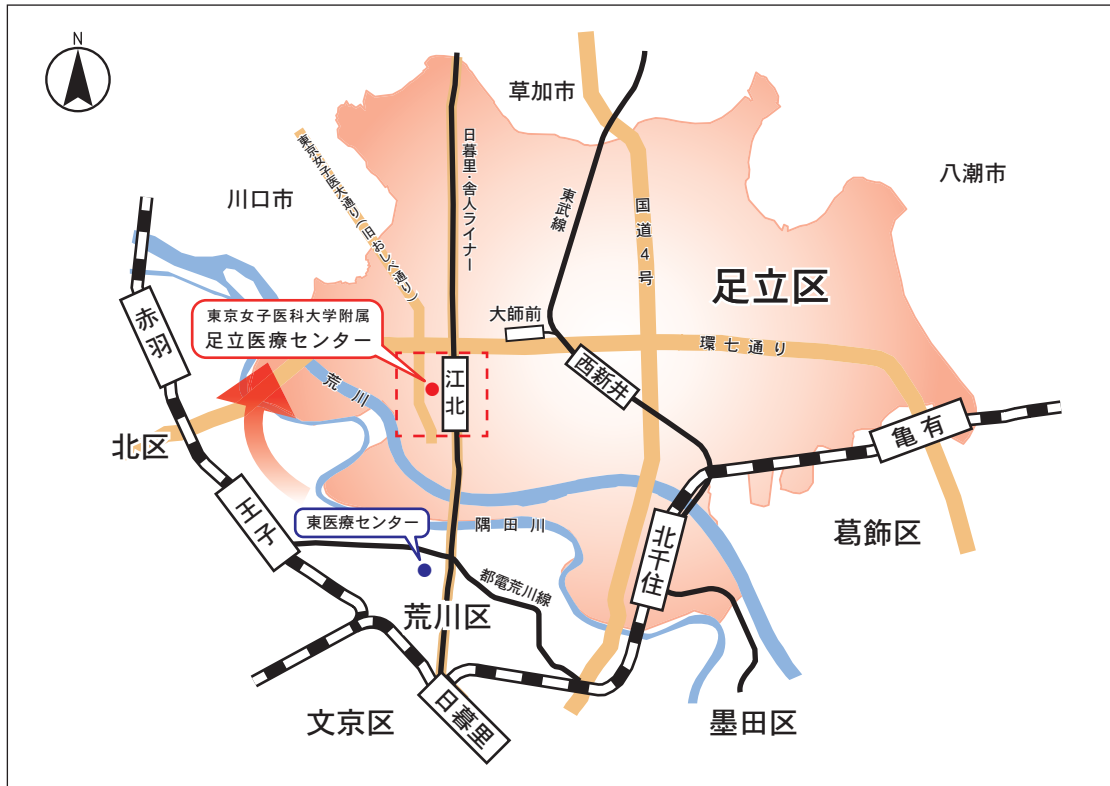 N
草加市
八潮市
川口市
東京女子医大通り(旧おしべ通り)
日暮里・舎人ライナー
東武線
国道4号
足立区
東京女子医科大学附属
足立医療センター
大師前
環七通り
赤羽
江北
西新井
荒川
亀有
北区
王子
東医療センター
隅田川
北千住
葛飾区
都電荒川線
荒川区
文京区
日暮里
墨田区